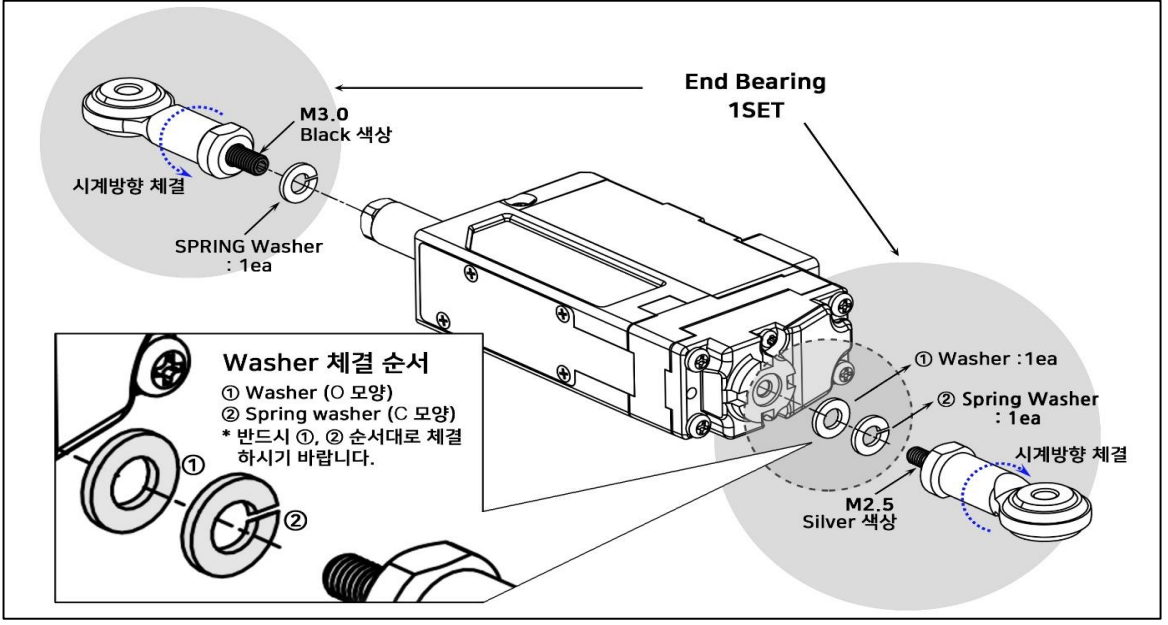 End Bearing
1SET
M3.0
Black 색상
시계방향 체결
SPRING Washer
: 1ea
Washer 체결 순서
① Washer (O 모양)
② Spring washer (C 모양)
* 반드시 ①, ② 순서대로 체결
하시기 바랍니다.
①
②
① Washer :1ea
② Spring Washer
: 1ea
시계방향 체결
M2.5
Silver 색상